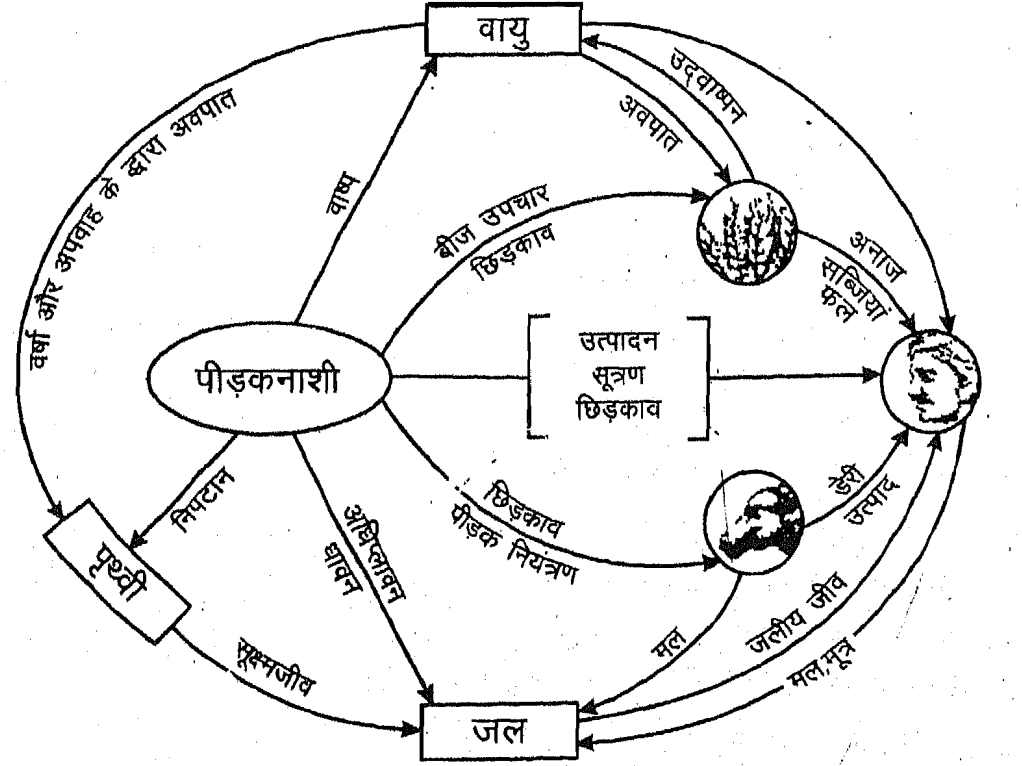 वायु
उद्वाष्पन
अवपात
वर्षा और अपवाह के द्धारा अवपात
वाष्प
बीज उपचार
छिड़काव
अनाज
सब्जियां
फल
उत्पादन
सूत्रण
छिड़काव
पीड़कनाशी
निपटान
अधिप्लावन
धावन
छिड़काव
पीड़क नियंत्रण
डेरी
उत्पाद
पृथ्वी
सूक्ष्मजीव
मल
जलीय जीव
मल,मूत्र
जल